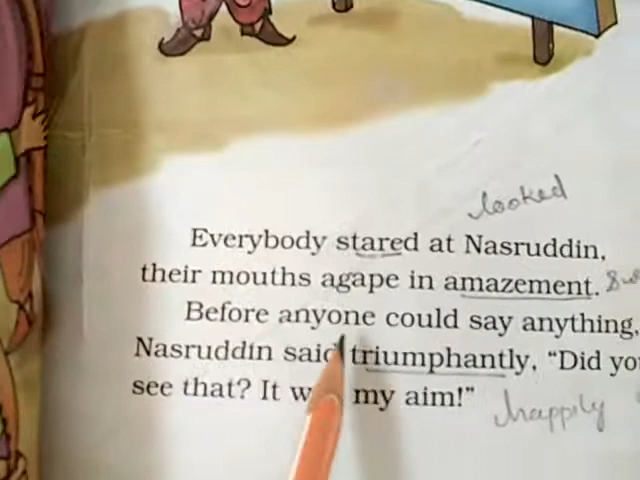 looked
Everybody stared at Nasruddin,
their mouths agape in amazement.
Before anyone could say anything,
Nasruddin said triumphantly, “Did
see that? It my aim!”
happily